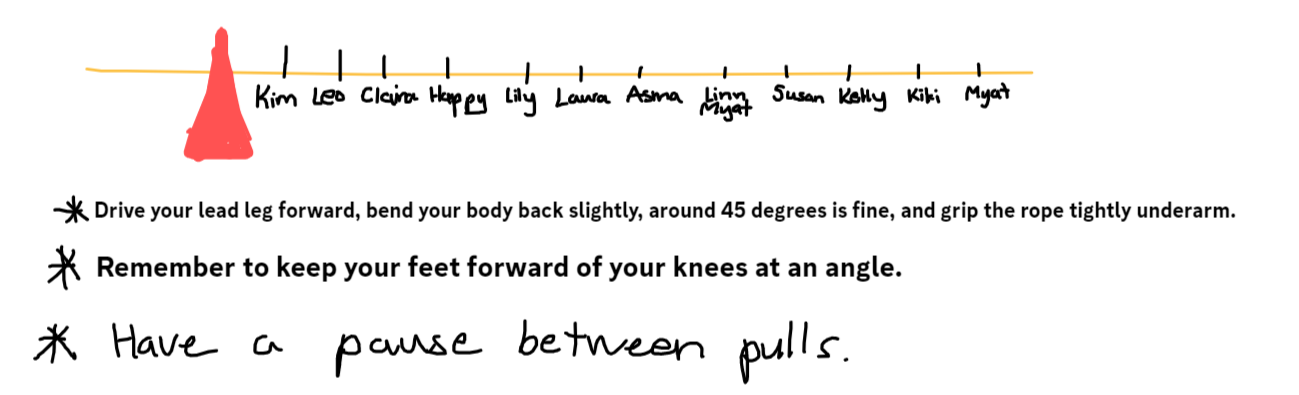 Kim Leo Claira Happy Lily Laura Asma Linn Myat Susan Kelly Kiki Myat
* Drive your lead leg forward, bend your body back slightly, around 45 degrees is fine, and grip the rope tightly underarm.
* Remember to keep your feet forward of your knees at an angle.
* Have a pause between pulls.